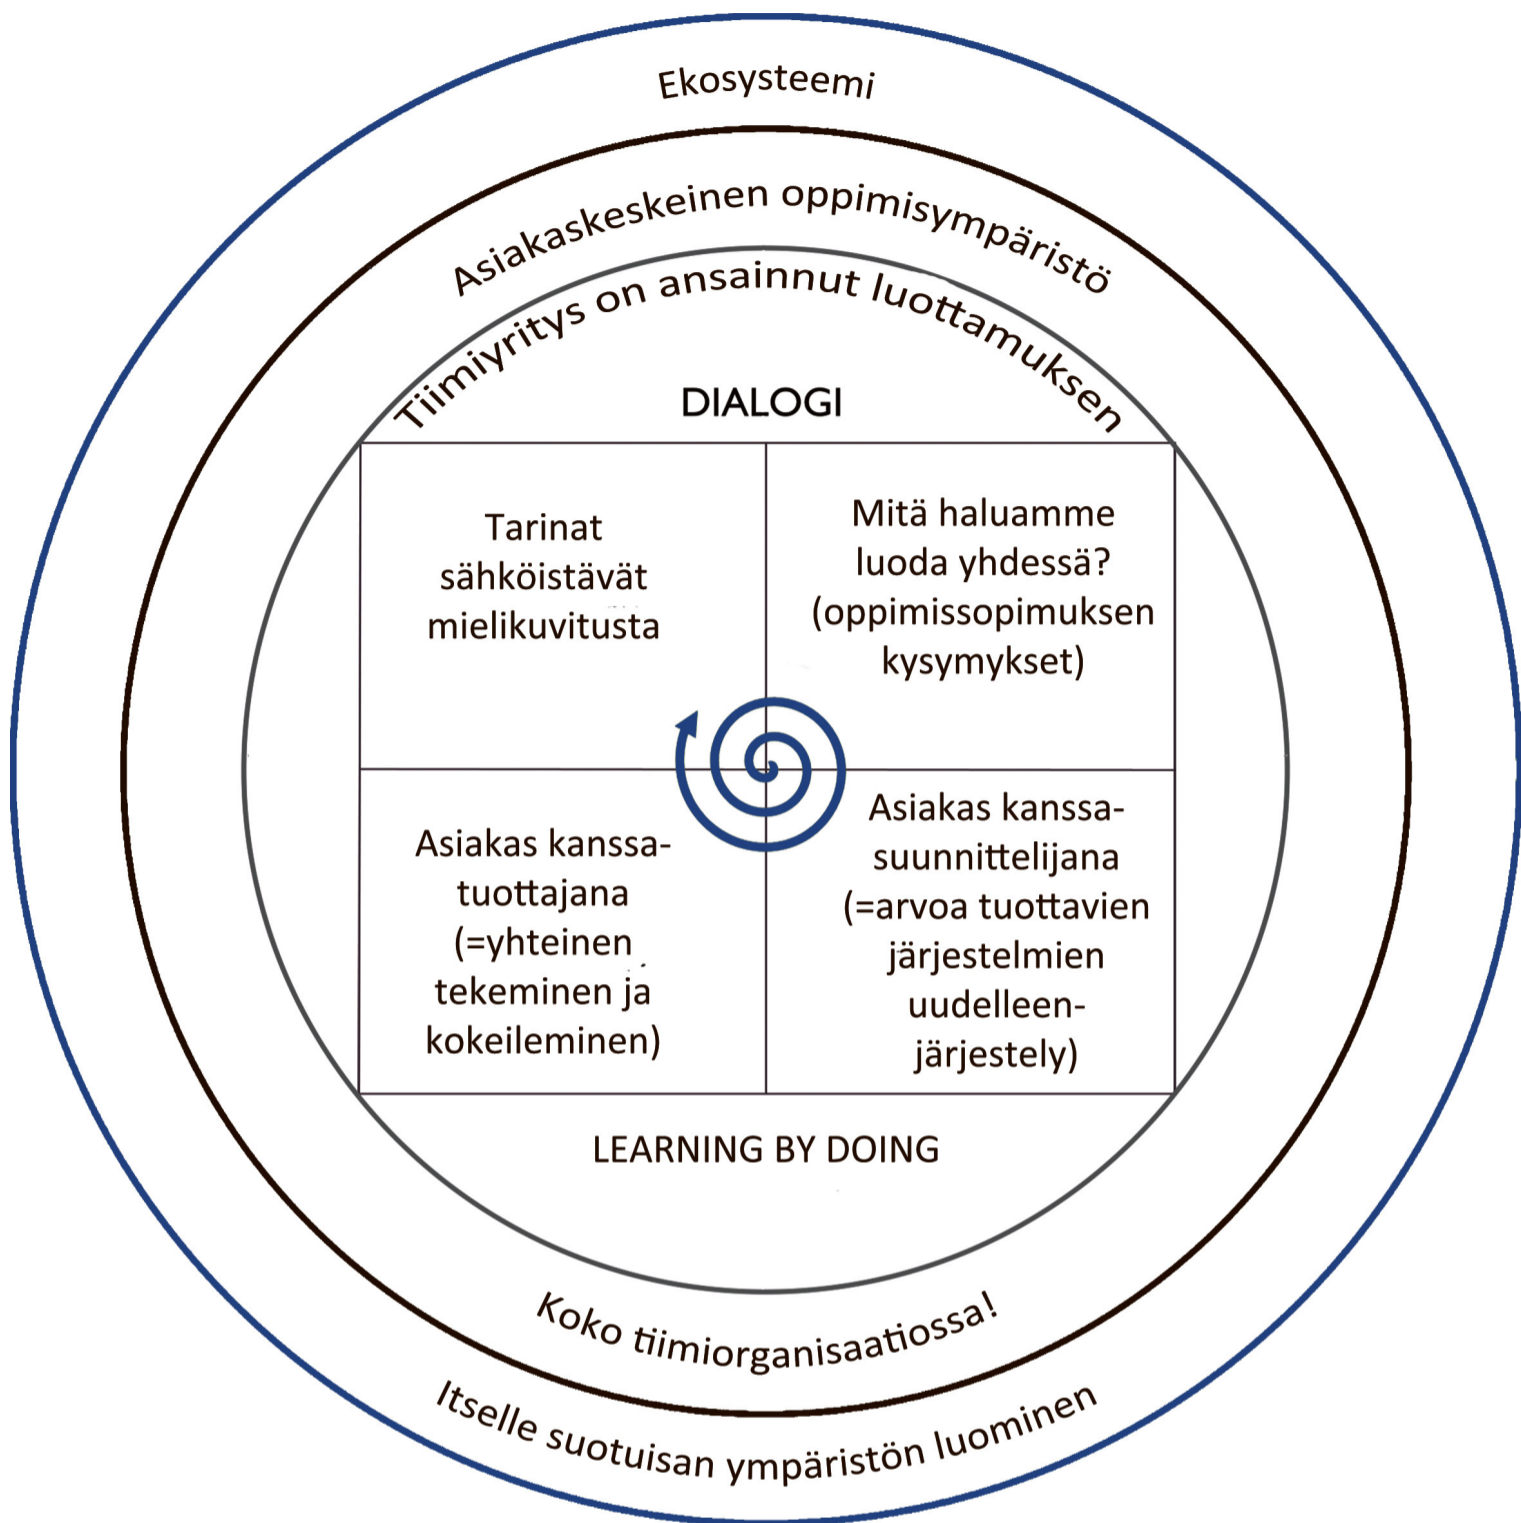 Ekosysteemi
Asiakaskeskeinen oppimisympäristö
Tiimiyritys on ansainnut luottamuksen
DIALOGI
Tarinat
sähköistävät
mielikuvitusta
Mitä haluamme
luoda yhdessä?
(oppimissopimuksen
kysymykset)
Asiakas kanssa-
tuottajana
(=yhteinen
tekeminen ja
kokeileminen)
Asiakas kanssa-
suunnittelijana
(=arvoa tuottavien
järjestelmien
uudelleen-
järjestely)
LEARNING BY DOING
Koko tiimiorganisaatiossa!
Itselle suotuisan ympäristön luominen